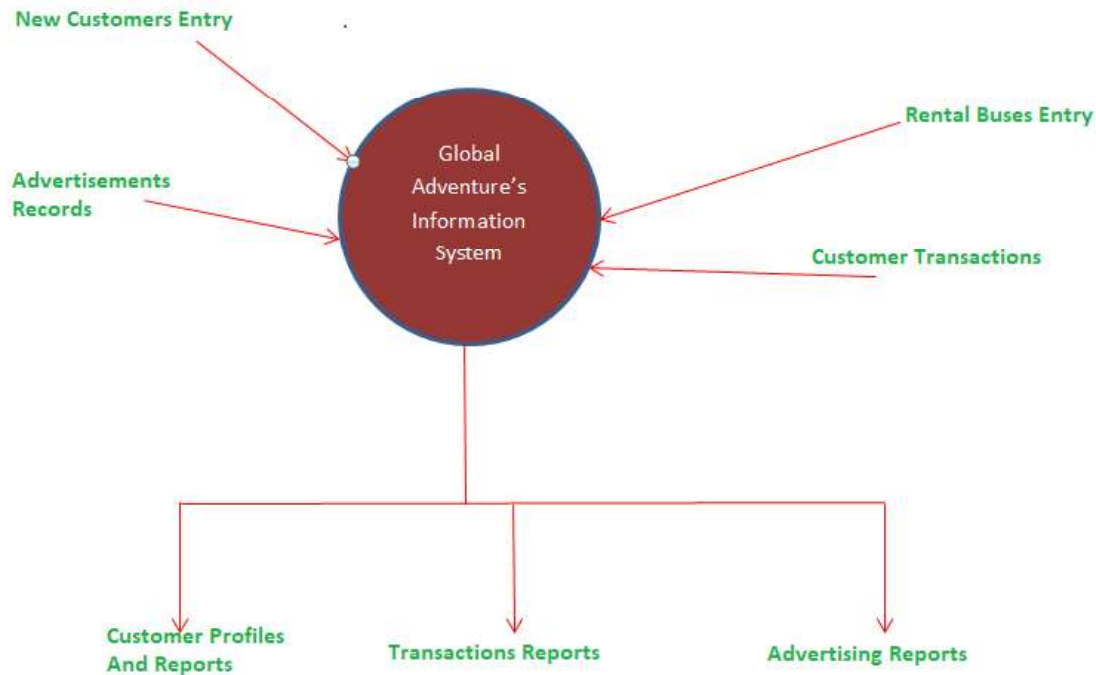 New Customers Entry
Rental Buses Entry
Global
Adventure's
Information
System
Advertisements
Records
Customer Transactions
Customer Profiles
And Reports
Transactions Reports
Advertising Reports